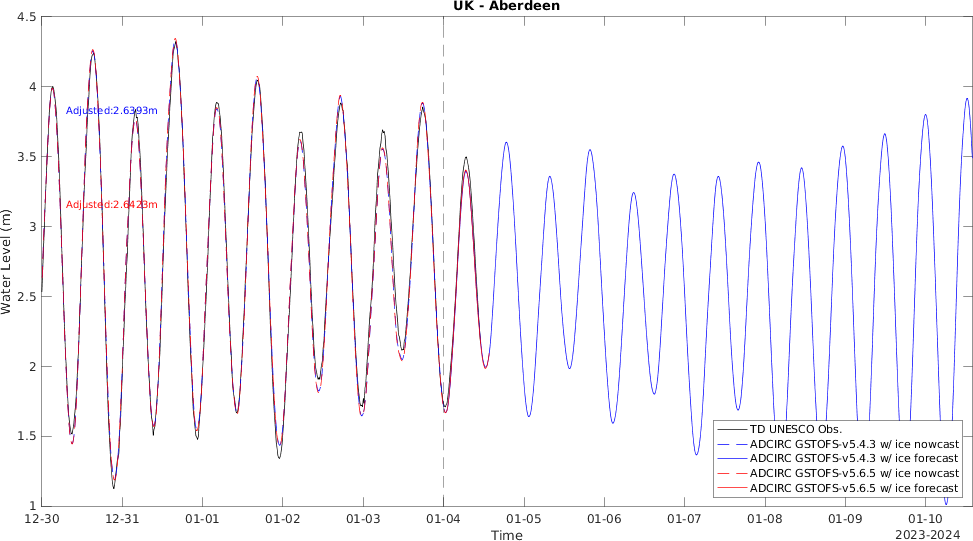 UK - Aberdeen
4.5
4
3.5
3
2.5
2
1.5
1
Water Level (m)
Adjusted:2.6393m
Adjusted:2.6423m
TD UNESCO Obs.
ADCIRC GSTOFS-v5.4.3 w/ ice nowcast
ADCIRC GSTOFS-v5.4.3 w/ ice forecast
ADCIRC GSTOFS-v5.6.5 w/ ice nowcast
ADCIRC GSTOFS-v5.6.5 w/ ice forecast
12-30 12-31 01-01 01-02 01-03 01-04 01-05 01-06 01-07 01-08 01-09 01-10
Time
2023-2024